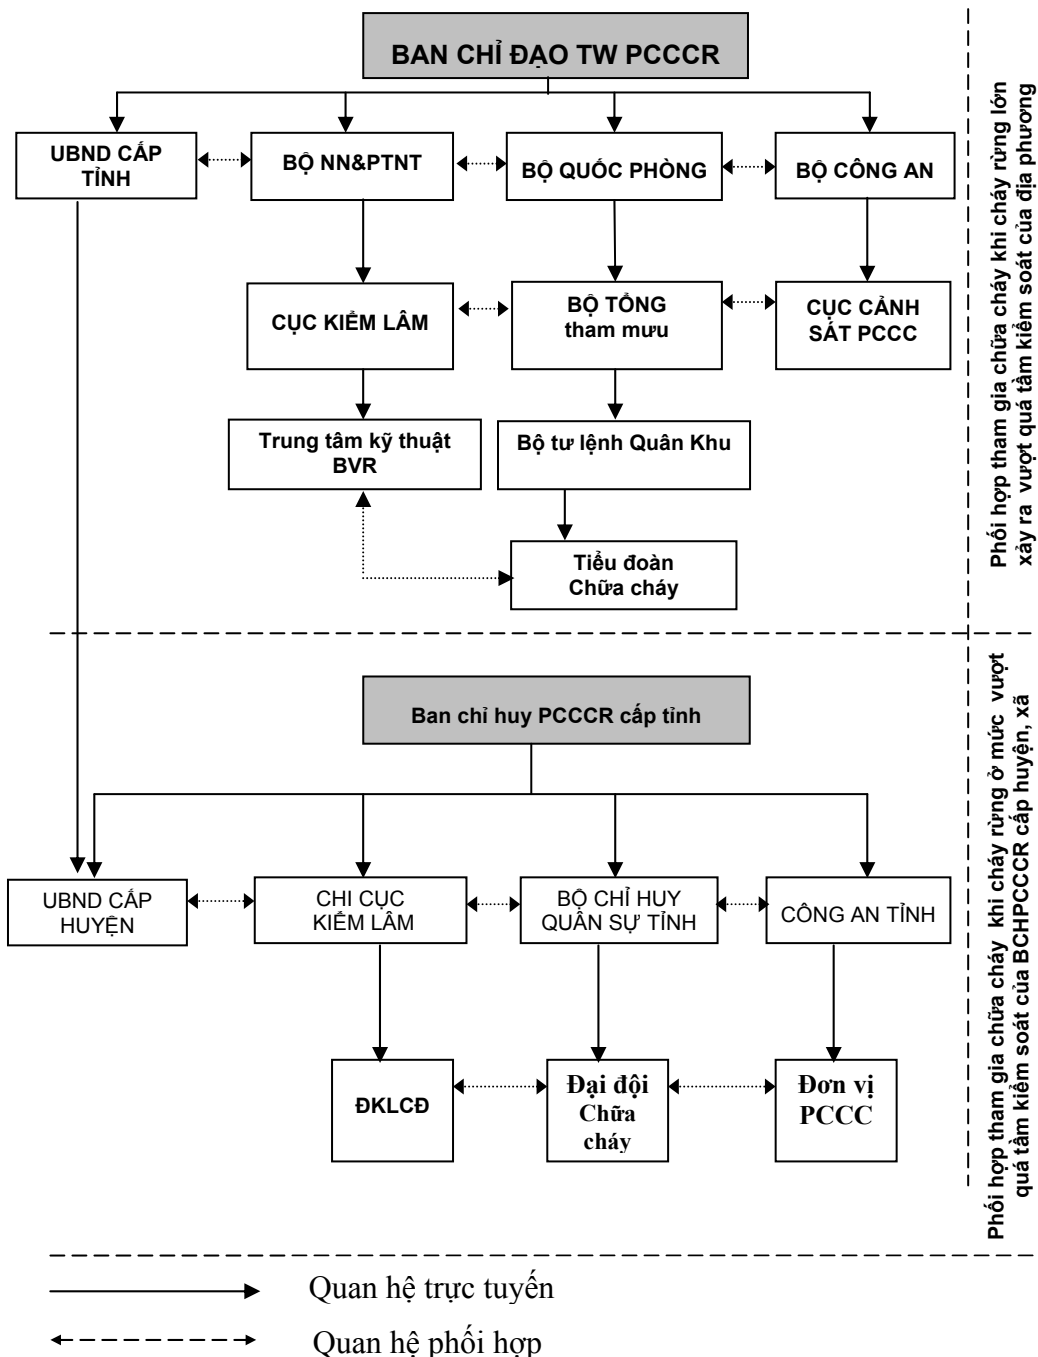 BAN CHỈ ĐẠO TW PCCCR
UBND CẤP
TỈNH
BỘ NN&PTNT
BỘ QUỐC PHÒNG
BỘ CÔNG AN
CỤC KIỂM LÂM
BỘ TỔNG
tham mưu
CỤC CẢNH
SÁT PCCC
Trung tâm kỹ thuật
BVR
Bộ tư lệnh Quân Khu
Tiểu đoàn
Chữa cháy
Phối hợp tham gia chữa cháy khi cháy rừng lớn
xảy ra vượt quá tầm kiểm soát của địa phương
Ban chỉ huy PCCCR cấp tỉnh
UBND CẤP
HUYỆN
CHI CỤC
KIỂM LÂM
BỘ CHỈ HUY
QUÂN SỰ TỈNH
CÔNG AN TỈNH
ĐKLCĐ
Đại đội
Chữa
cháy
Đơn vị
PCCC
Phối hợp tham gia chữa cháy khi cháy rừng ở mức vượt
quá tầm kiểm soát của BCHPCCCR cấp huyện, xã
Quan hệ trực tuyến
Quan hệ phối hợp